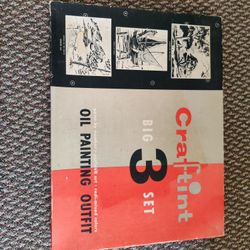 Craftint
BIG 3 SET
OIL PAINTING OUTFIT